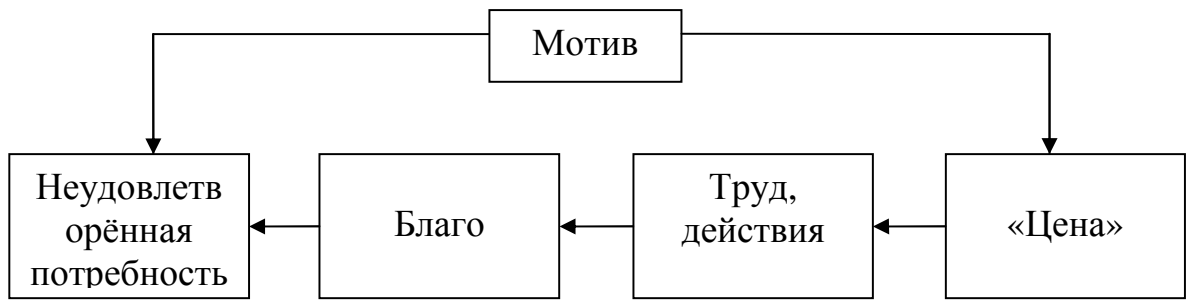 Мотив
Неудовлетв
орённая
потребность
Благо
Труд,
действия
«Цена»